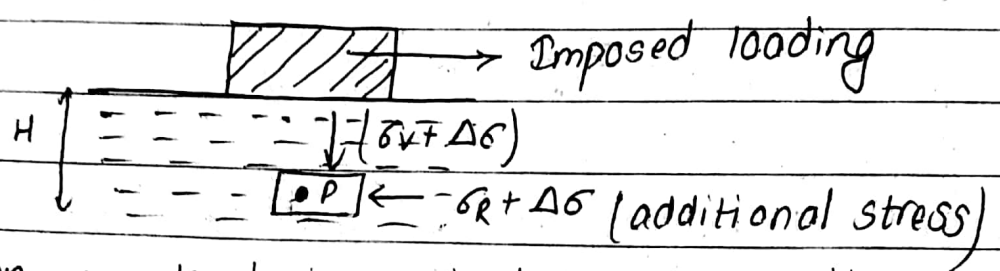 Imposed loading
H
(σv+ Δσ)
P
σR + Δσ (additional stress)